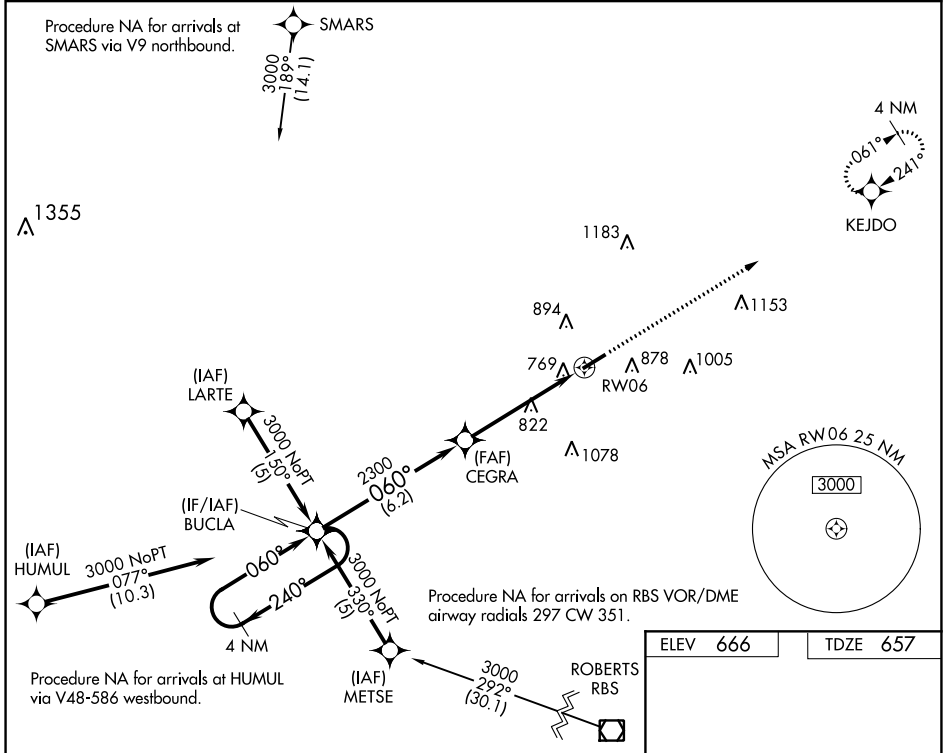 Procedure NA for arrivals at
SMARS via V9 northbound.
SMARS
3000
189°
(14.1)
4 NM
061°
241°
KEJDO
1355
1183
1153
894
769
878
1005
RW06
822
1078
(IAF)
LARTE
3000 NoPT
150°
(5)
2300
060°
(6.2)
(FAF)
CEGRA
MSA RW06 25 NM
3000
(IF/IAF)
BUCLA
(IAF)
HUMUL
3000 NoPT
077°
(10.3)
060°
240°
4 NM
3000 NoPT
330°
(5)
Procedure NA for arrivals on RBS VOR/DME
airway radials 297 CW 351.
(IAF)
METSE
3000
292°
(30.1)
ROBERTS
RBS
Procedure NA for arrivals at HUMUL
via V48-586 westbound.
ELEV 666
TDZE 657